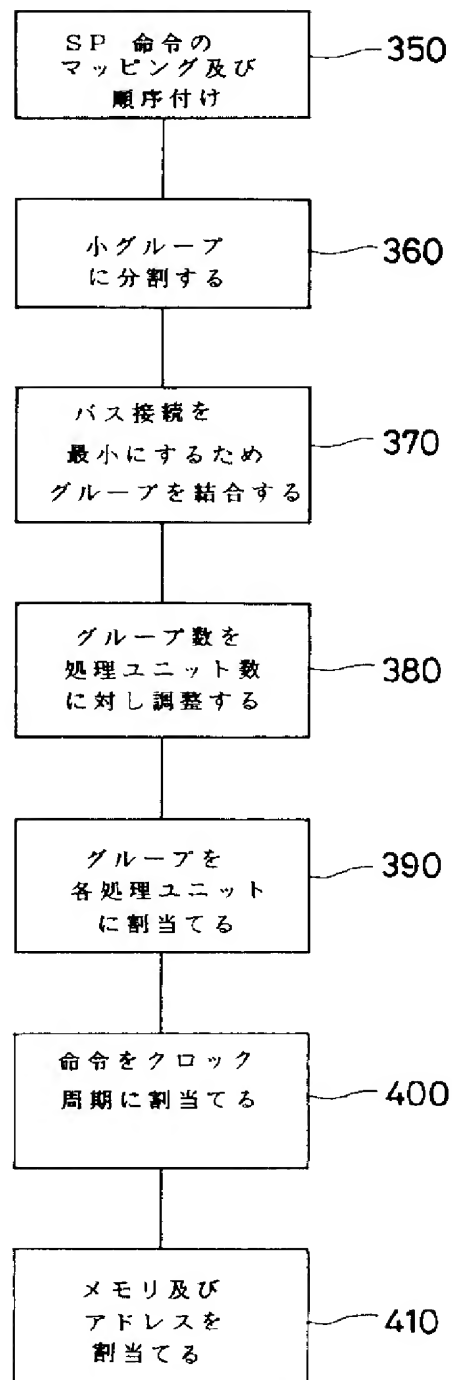 SP 命令の
マッピング及び
順序付け
350
小グループ
に分割する
360
バス接続を
最小にするため
グループを結合する
370
グループ数を
処理ユニット数
に対し調整する
380
グループを
各処理ユニット
に割当てる
390
命令をクロック
周期に割当てる
400
メモリ及び
アドレスを
割当てる
410